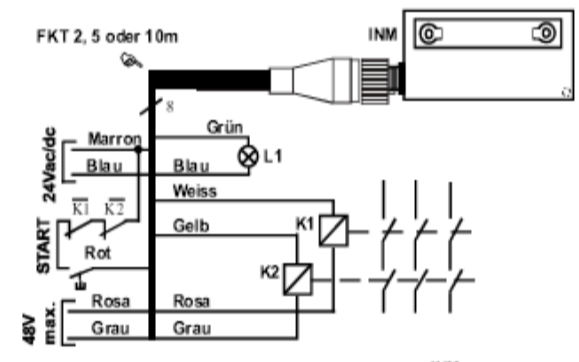 FKT 2, 5 oder 10m
INM
8
Grün
Marron
L1
Blau
Blau
24Vac/dc
Weiss
K1
K2
Gelb
K1
START
Rot
K2
Rosa
Rosa
48V
max.
Grau
Grau